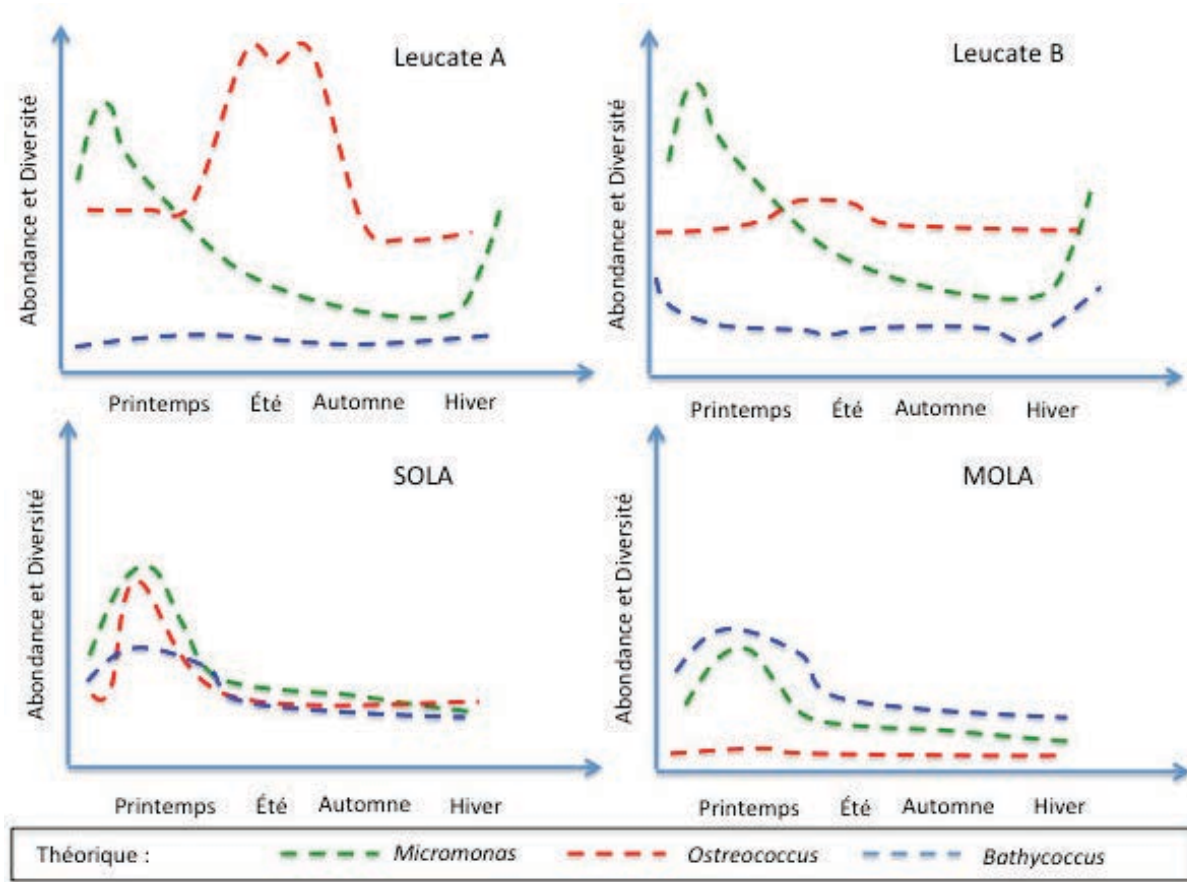 Leucate A
Abondance et Diversité
Printemps Été Automne Hiver
Leucate B
Abondance et Diversité
Printemps Été Automne Hiver
SOLA
Abondance et Diversité
Printemps Été Automne Hiver
MOLA
Abondance et Diversité
Printemps Été Automne Hiver
Théorique : Micromonas Ostreococcus Bathycoccus